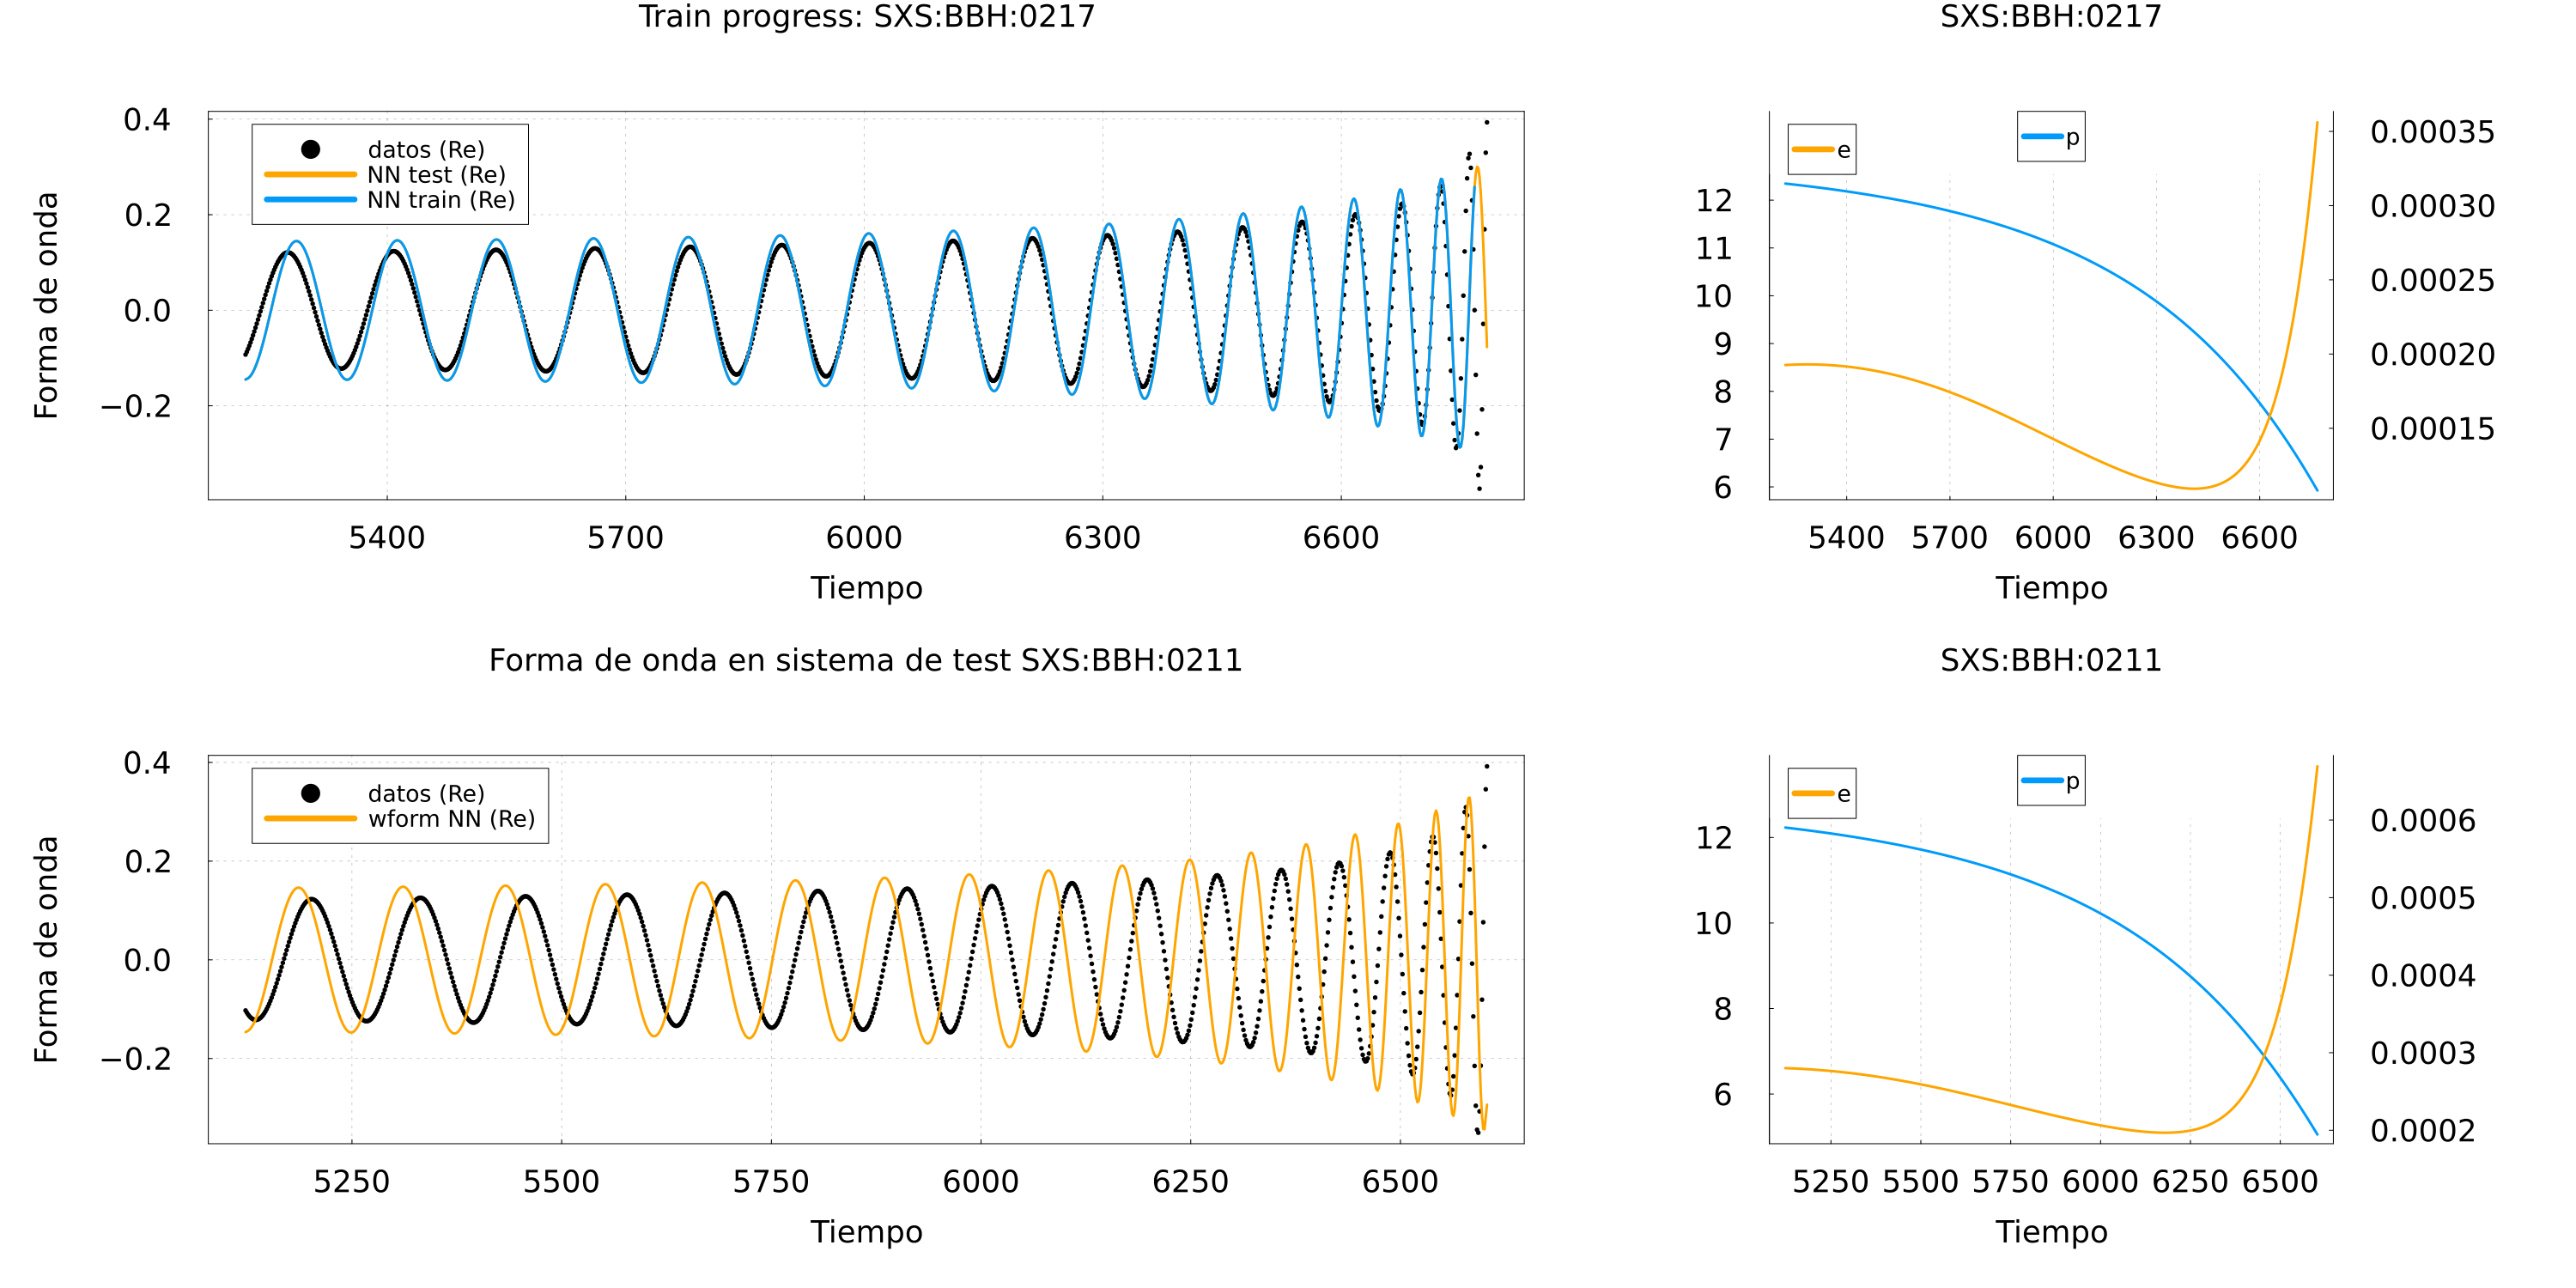 Train progress: SXS:BBH:0217
Forma de onda
0.4
0.2
0.0
−0.2
datos (Re)
NN test (Re)
NN train (Re)
5400 5700 6000 6300 6600
Tiempo
SXS:BBH:0217
e
p
12
11
10
9
8
7
6
0.00035
0.00030
0.00025
0.00020
0.00015
5400 5700 6000 6300 6600
Tiempo
Forma de onda en sistema de test SXS:BBH:0211
Forma de onda
0.4
0.2
0.0
−0.2
datos (Re)
wform NN (Re)
5250 5500 5750 6000 6250 6500
Tiempo
SXS:BBH:0211
e
p
12
10
8
6
0.0006
0.0005
0.0004
0.0003
0.0002
5250 5500 5750 6000 6250 6500
Tiempo